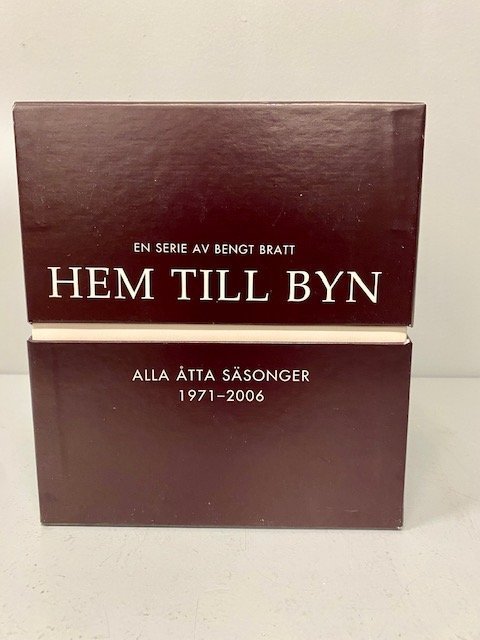 EN SERIE AV BENGT BRATT
HEM TILL BYN
ALLA ÅTTA SÄSONGER
1971–2006